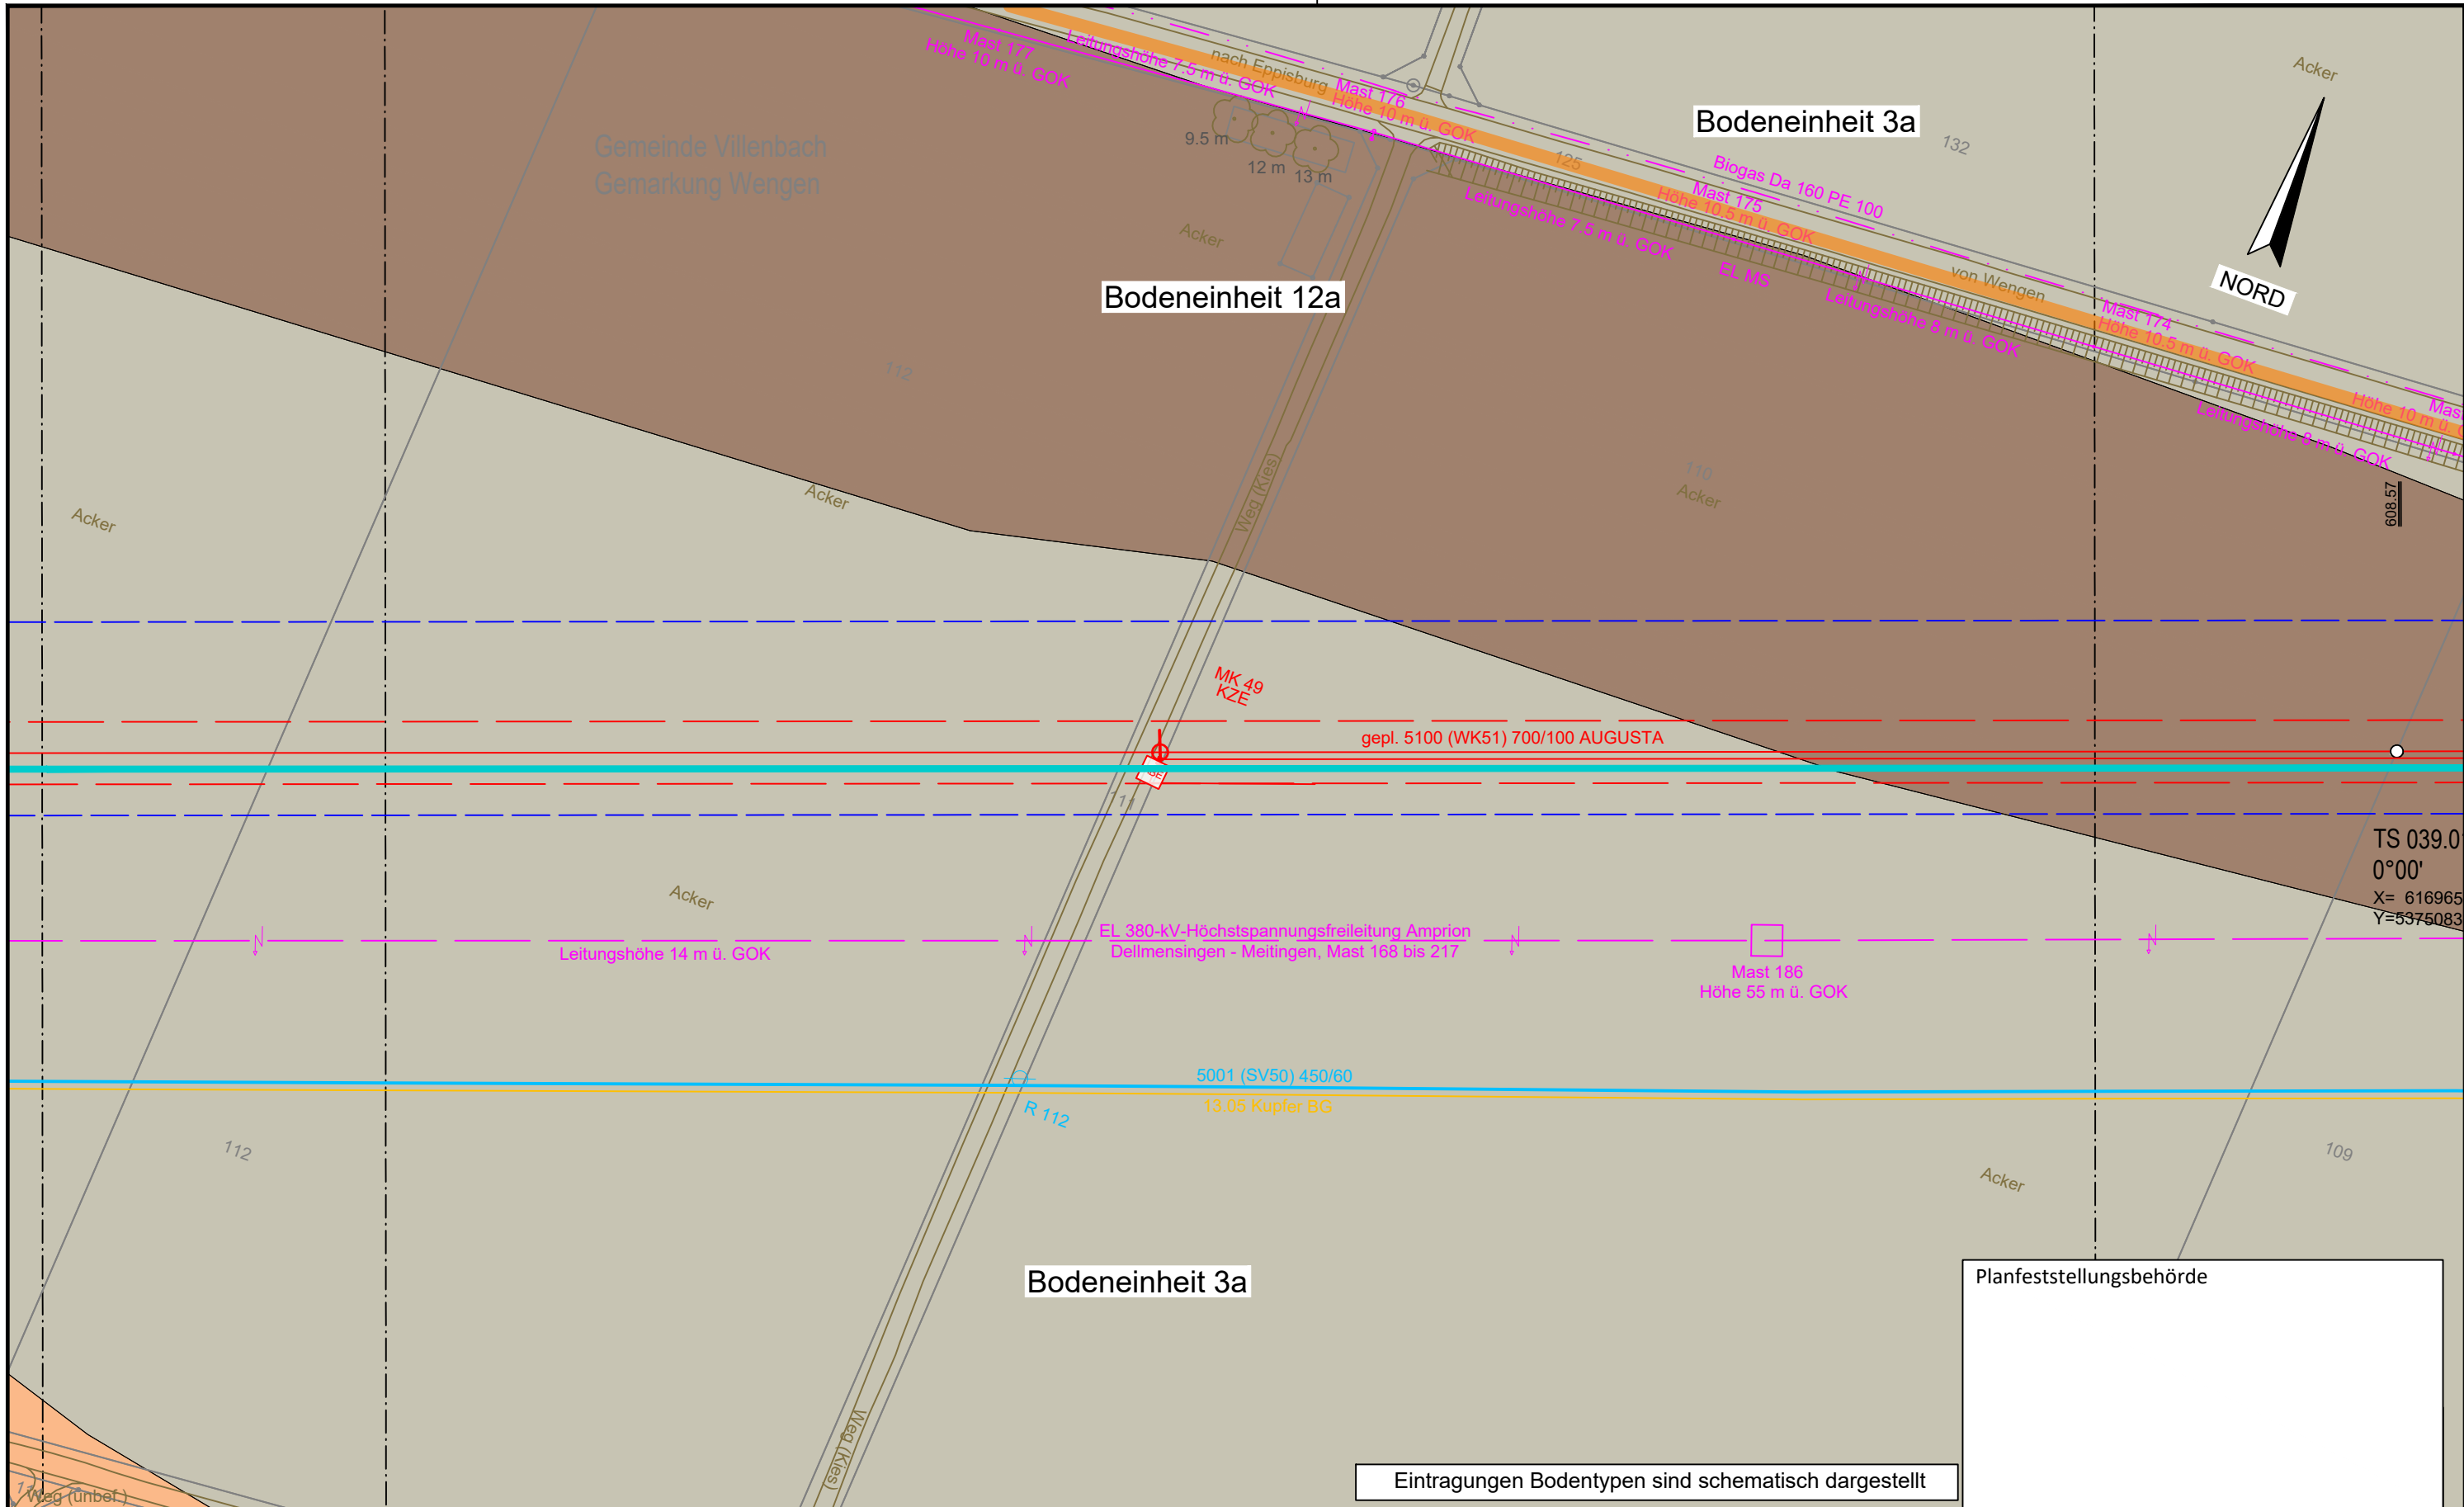 Mast 177
Höhe 10 m ü. GOK
Leitungshöhe 7.5 m ü. GOK
nach Eppisburg
Mast 176
Höhe 10 m ü. GOK
Acker
Bodeneinheit 3a
132
125
Biogas Da 160 PE 100
Mast 175
Höhe 10.5 m ü. GOK
Leitungshöhe 7.5 m ü. GOK
EL MS
Leitungshöhe 8 m ü. GOK
von Wengen
Mast 174
Höhe 10.5 m ü. GOK
Höhe 10 m ü.
Leitungshöhe 8 m ü. GOK
NORD
Gemeinde Villenbach
Gemarkung Wengen
9.5 m
12 m
13 m
Acker
Bodeneinheit 12a
112
Weg (Kies)
110
Acker
608.57
Acker
Acker
MK 49
KZE
gepl. 5100 (WK51) 700/100 AUGUSTA
111
TS 039.0
0°00'
X= 616965
Y=5375083
Acker
EL 380-kV-Höchstspannungsfreileitung Amprion
Dellmensingen - Meitingen, Mast 168 bis 217
Leitungshöhe 14 m ü. GOK
Mast 186
Höhe 55 m ü. GOK
5001 (SV50) 450/60
13.05 Kupfer BG
R 112
112
109
Acker
Bodeneinheit 3a
Planfeststellungsbehörde
Weg (Kies)
Weg (unbef.)
Eintragungen Bodentypen sind schematisch dargestellt